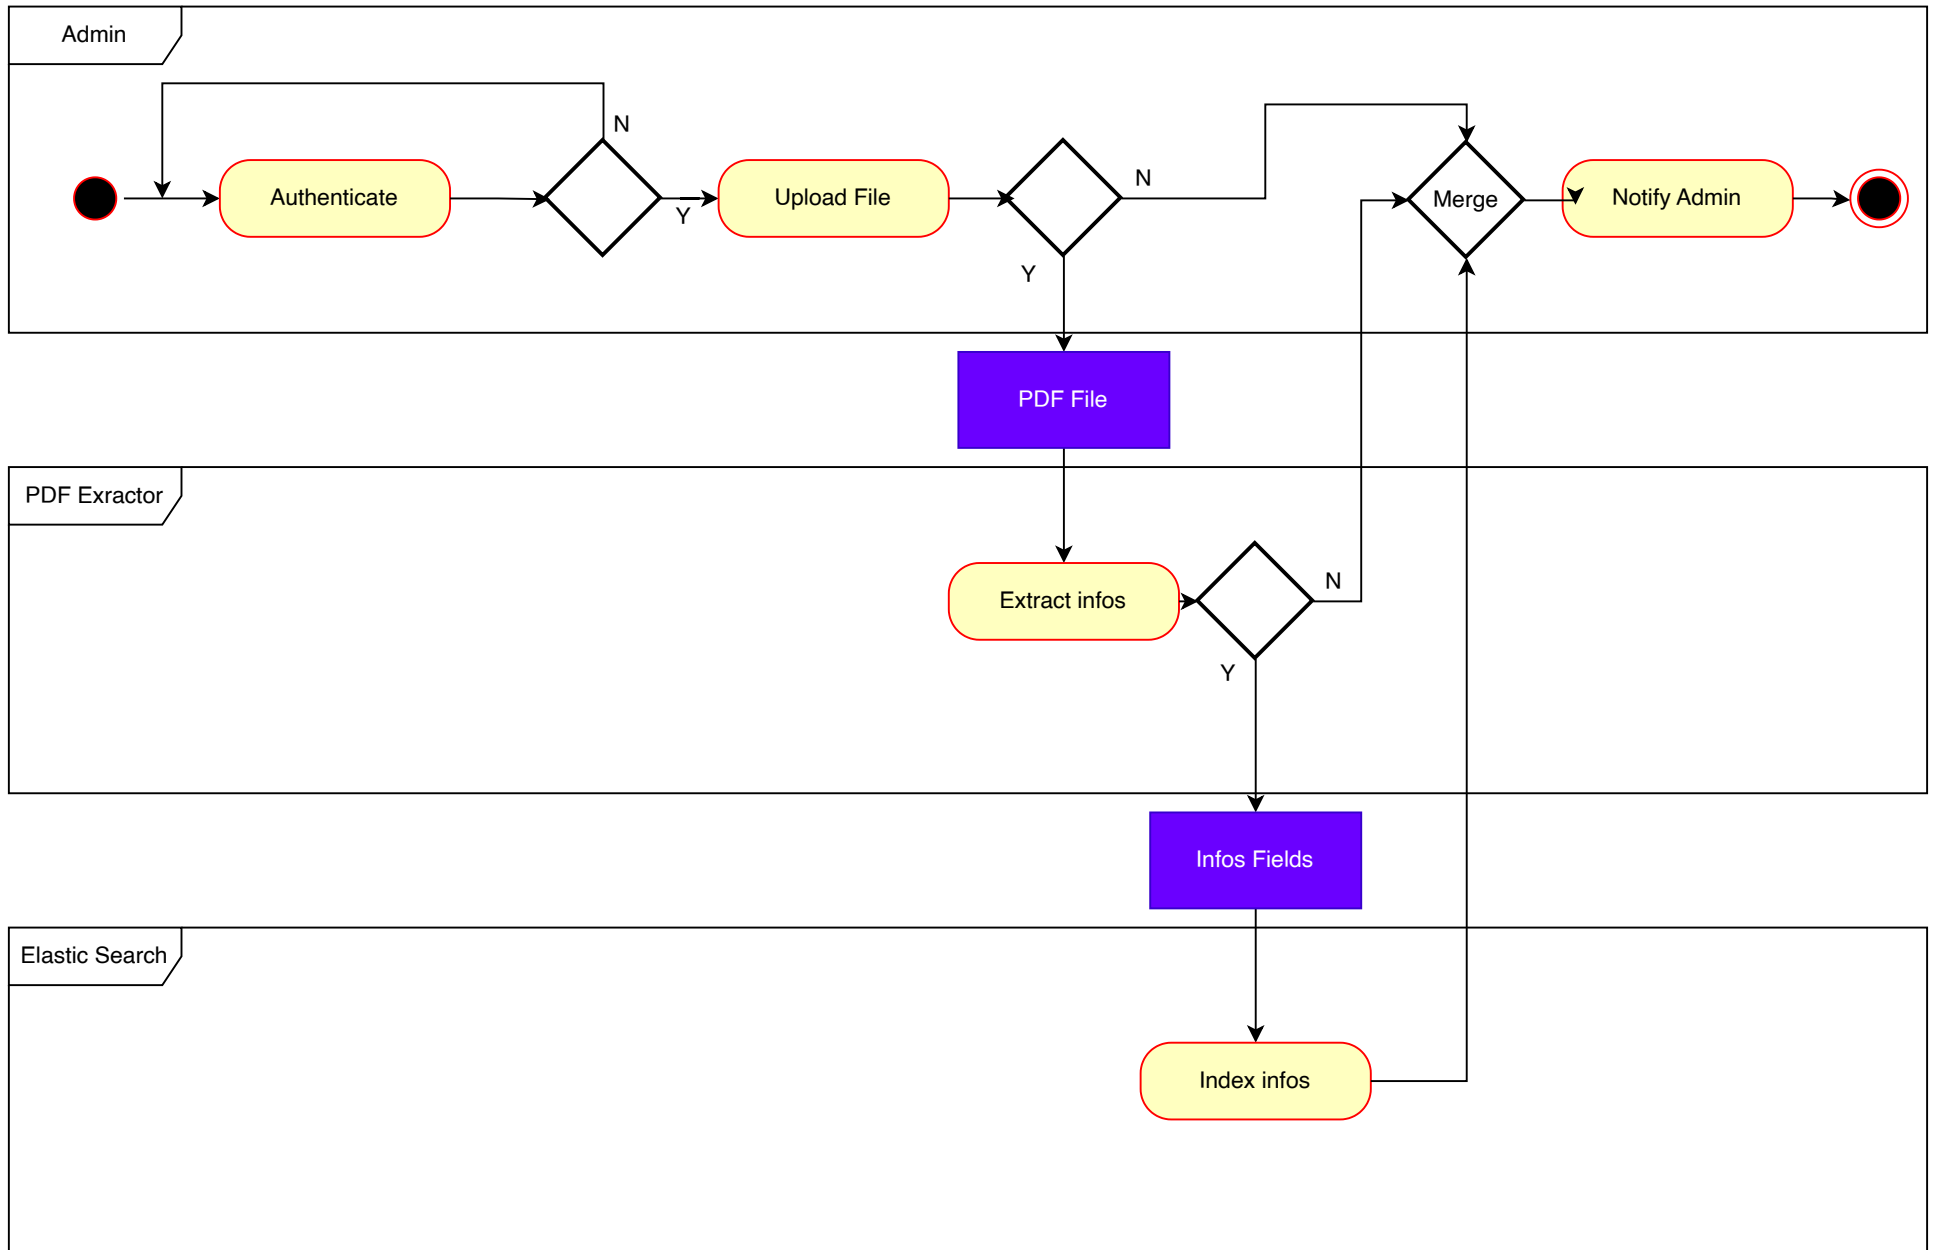 Admin
N
Authenticate
Y
Upload File
N
Y
Merge
Notify Admin
PDF File
PDF Exractor
Extract infos
N
Y
Infos Fields
Elastic Search
Index infos